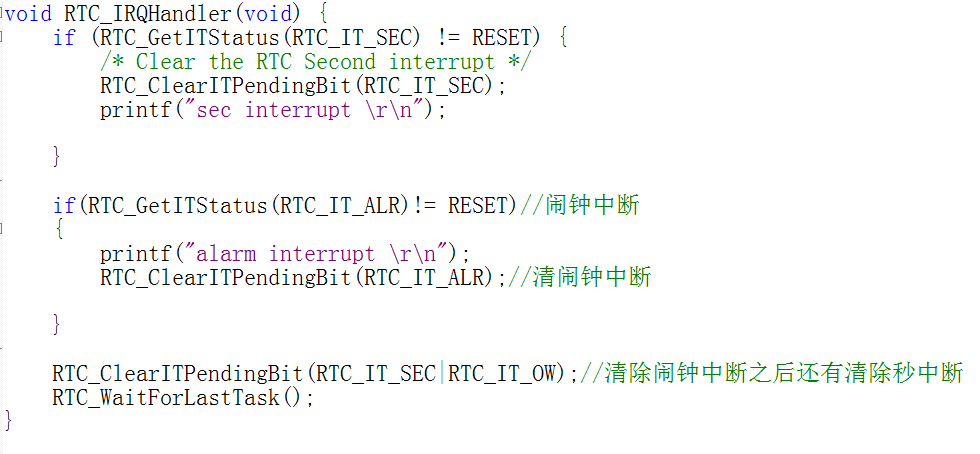 void RTC_IRQHandler(void) {
    if (RTC_GetITStatus(RTC_IT_SEC) != RESET) {
        /* Clear the RTC Second interrupt */
        RTC_ClearITPendingBit(RTC_IT_SEC);
        printf("sec interrupt \r\n");
    }
    if(RTC_GetITStatus(RTC_IT_ALR)!= RESET)//闹钟中断
    {
        printf("alarm interrupt \r\n");
        RTC_ClearITPendingBit(RTC_IT_ALR);//清闹钟中断
    }
    RTC_ClearITPendingBit(RTC_IT_SEC|RTC_IT_OW);//清除闹钟中断之后还有清除秒中断
    RTC_WaitForLastTask();
}